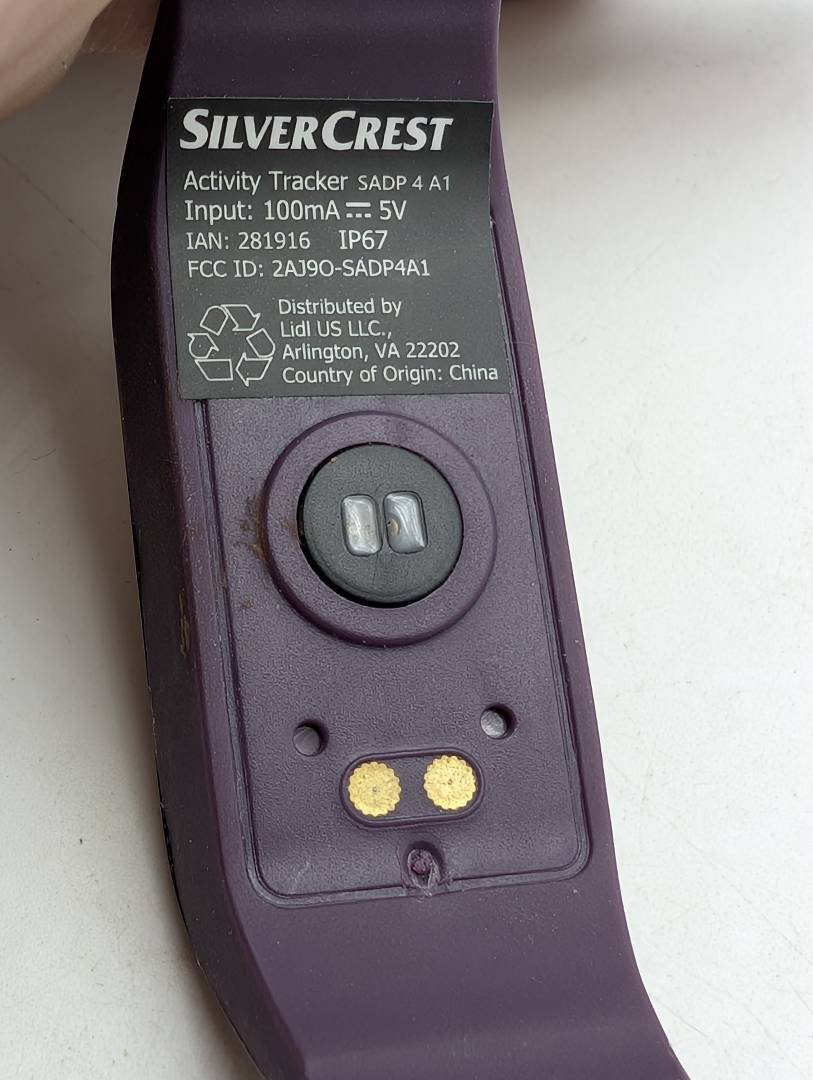 SILVERCREST
Activity Tracker SADP 4 A1
Input: 100mA ⎓ 5V
IAN: 281916 IP67
FCC ID: 2AJ9O-SADP4A1
Distributed by
Lidl US LLC.,
Arlington, VA 22202
Country of Origin: China